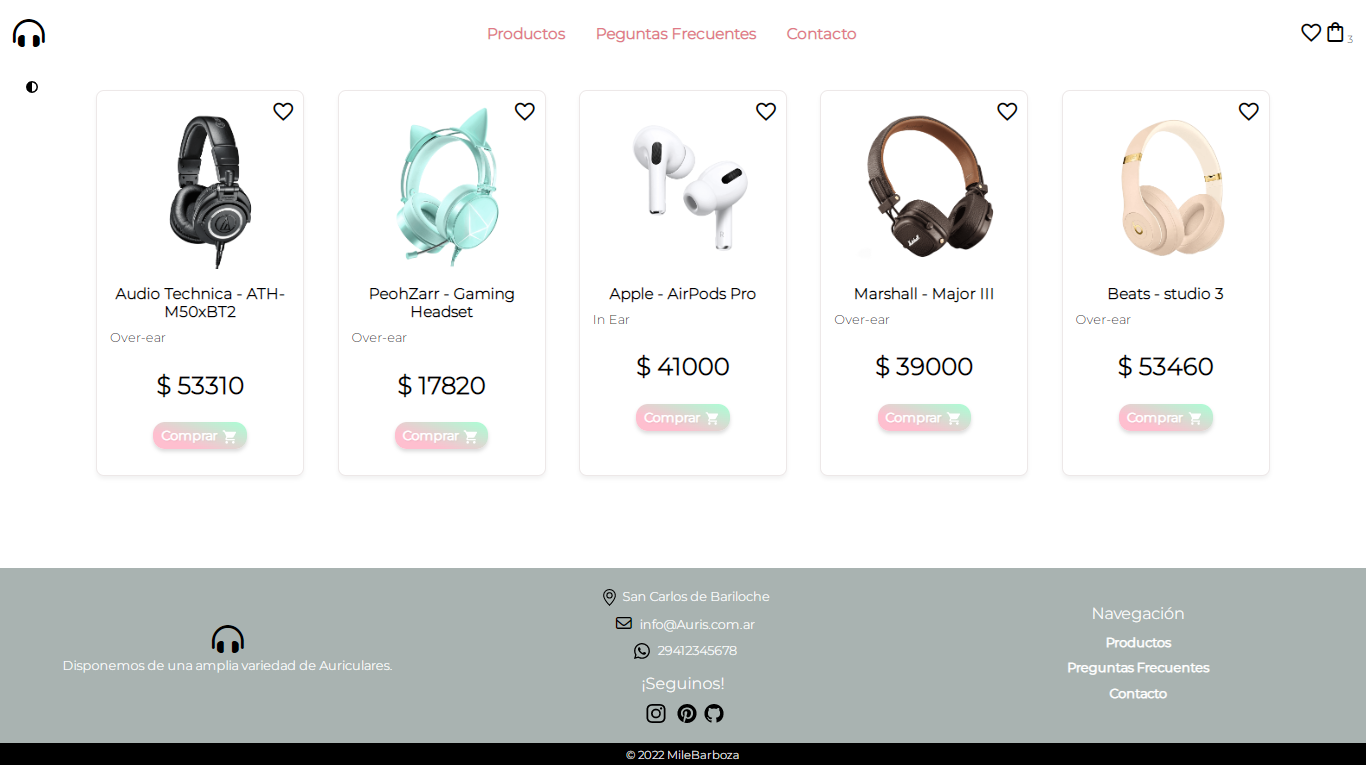 Productos
Peguntas Frecuentes
Contacto
3
Audio Technica - ATH-
M50xBT2
Over-ear
$ 53310
Comprar
PeohZarr - Gaming
Headset
Over-ear
$ 17820
Comprar
Apple - AirPods Pro
In Ear
$ 41000
Comprar
Marshall
Marshall - Major III
Over-ear
$ 39000
Comprar
Beats - studio 3
Over-ear
$ 53460
Comprar
Disponemos de una amplia variedad de Auriculares.
San Carlos de Bariloche
info@Auris.com.ar
29412345678
¡Seguinos!
Navegación
Productos
Preguntas Frecuentes
Contacto
© 2022 MileBarboza